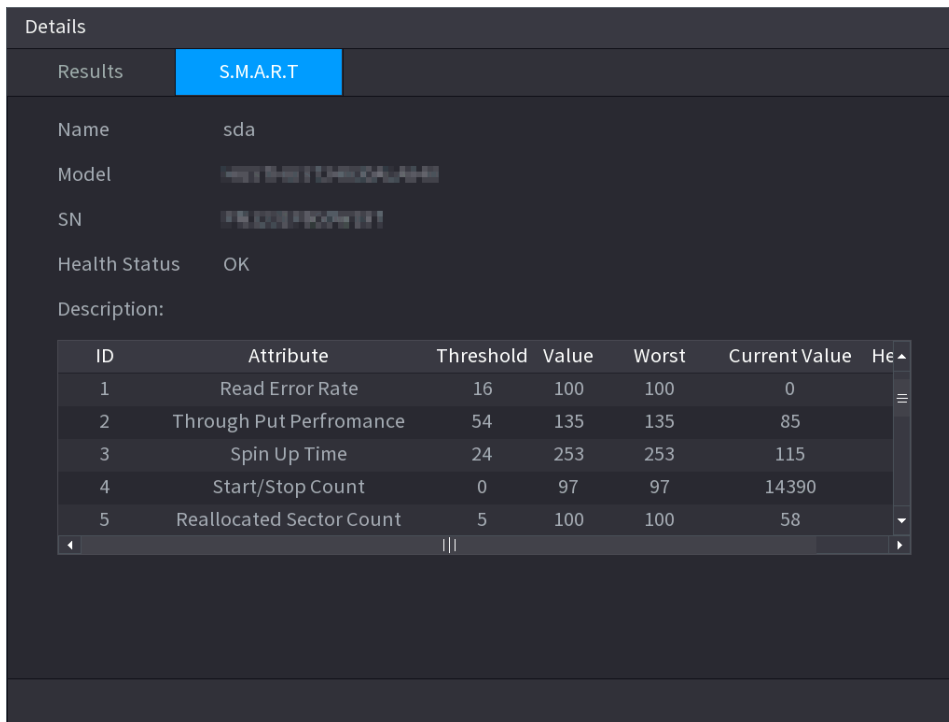 Details
Results S.M.A.R.T
Name sda
Model
SN
Health Status OK
Description:
ID Attribute Threshold Value Worst Current Value He
1 Read Error Rate 16 100 100 0
2 Through Put Perfromance 54 135 135 85
3 Spin Up Time 24 253 253 115
4 Start/Stop Count 0 97 97 14390
5 Reallocated Sector Count 5 100 100 58